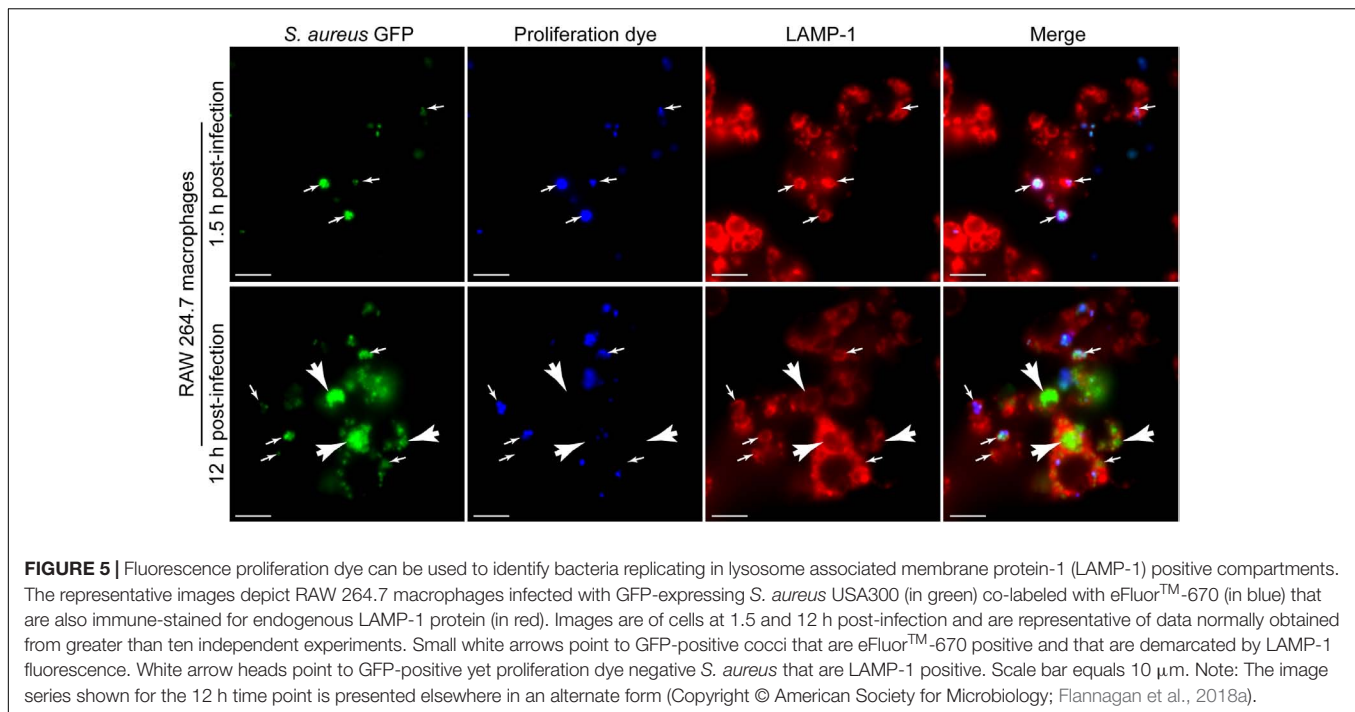 S. aureus GFP Proliferation dye LAMP-1 Merge
RAW 264.7 macrophages
1.5 h post-infection
12 h post-infection
FIGURE 5 | Fluorescence proliferation dye can be used to identify bacteria replicating in lysosome associated membrane protein-1 (LAMP-1) positive compartments.
The representative images depict RAW 264.7 macrophages infected with GFP-expressing S. aureus USA300 (in green) co-labeled with eFluor™-670 (in blue) that
are also immune-stained for endogenous LAMP-1 protein (in red). Images are of cells at 1.5 and 12 h post-infection and are representative of data normally obtained
from greater than ten independent experiments. Small white arrows point to GFP-positive cocci that are eFluor™-670 positive and that are demarcated by LAMP-1
fluorescence. White arrow heads point to GFP-positive yet proliferation dye negative S. aureus that are LAMP-1 positive. Scale bar equals 10 μm. Note: The image
series shown for the 12 h time point is presented elsewhere in an alternate form (Copyright © American Society for Microbiology; Flannagan et al., 2018a).